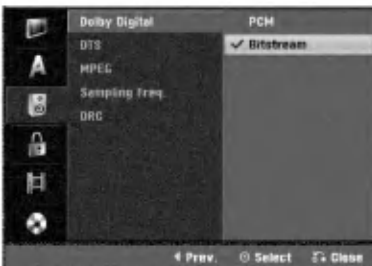 Dolby Digital
PCM
DTS
✓ Bitstream
A
MPEG
Sampling freq.
DRC
Prev.
Select
Close